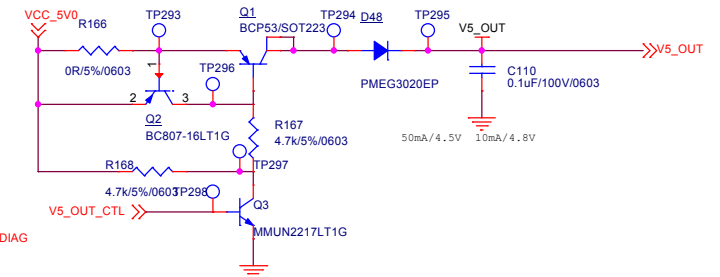 VCC_5V0
R166
0R/5%/0603
TP293
Q1
BCP53/SOT223
TP294
D48
TP295
V5_OUT
V5_OUT
PMEG3020EP
C110
0.1uF/100V/0603
1
2
3
TP296
Q2
BC807-16LT1G
R167
4.7k/5%/0603
50mA/4.5V 10mA/4.8V
R168
4.7k/5%/0603
TP297
TP298
V5_OUT_CTL
Q3
MMUN2217LT1G
DIAG